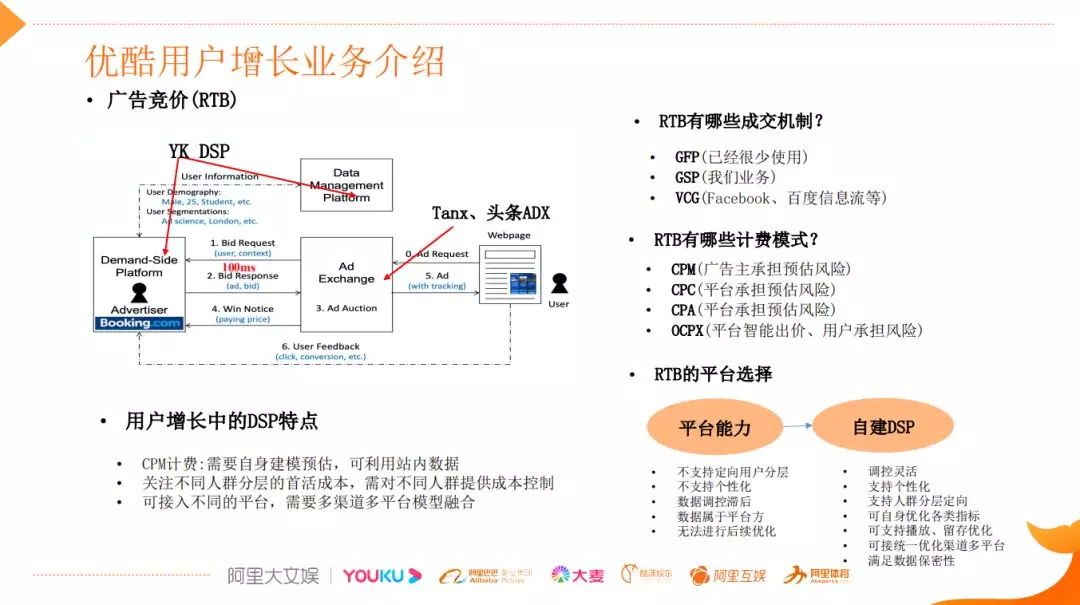 优酷用户增长业务介绍
• 广告竞价(RTB)
YK DSP
User Information
Data
Management
Platform
User Demography:
Male, 25, Student, etc.
User Segmentations:
Ad science, London, etc.
Tanx、头条ADX
Webpage
Demand-Side
Platform
Advertiser
Booking.com
1. Bid Request
(user, context)
100ms
2. Bid Response
(ad, bid)
4. Win Notice
(paying price)
Ad
Exchange
3. Ad Auction
0. Ad Request
5. Ad
(with tracking)
User
6. User Feedback
(click, conversion, etc.)
• 用户增长中的DSP特点
• CPM计费:需要自身建模预估，可利用站内数据
• 关注不同人群分层的首活成本，需对不同人群提供成本控制
• 可接入不同的平台，需要多渠道多平台模型融合
• RTB有哪些成交机制？
• GFP(已经很少使用)
• GSP(我们业务)
• VCG(Facebook、百度信息流等)
• RTB有哪些计费模式？
• CPM(广告主承担预估风险)
• CPC(平台承担预估风险)
• CPA(平台承担预估风险)
• OCPX(平台智能出价、用户承担风险)
• RTB的平台选择
平台能力
自建DSP
• 不支持定向用户分层
• 不支持个性化
• 数据调控滞后
• 数据属于平台方
• 无法进行后续优化
• 调控灵活
• 支持个性化
• 支持人群分层定向
• 可自身优化各类指标
• 可支持播放、留存优化
• 可接统一优化渠道多平台
• 满足数据保密性
阿里大文娱
YOUKU
阿里巴巴影业集团
Alibaba Pictures
大麦
阿里互娱
阿里体育
Alisports.com